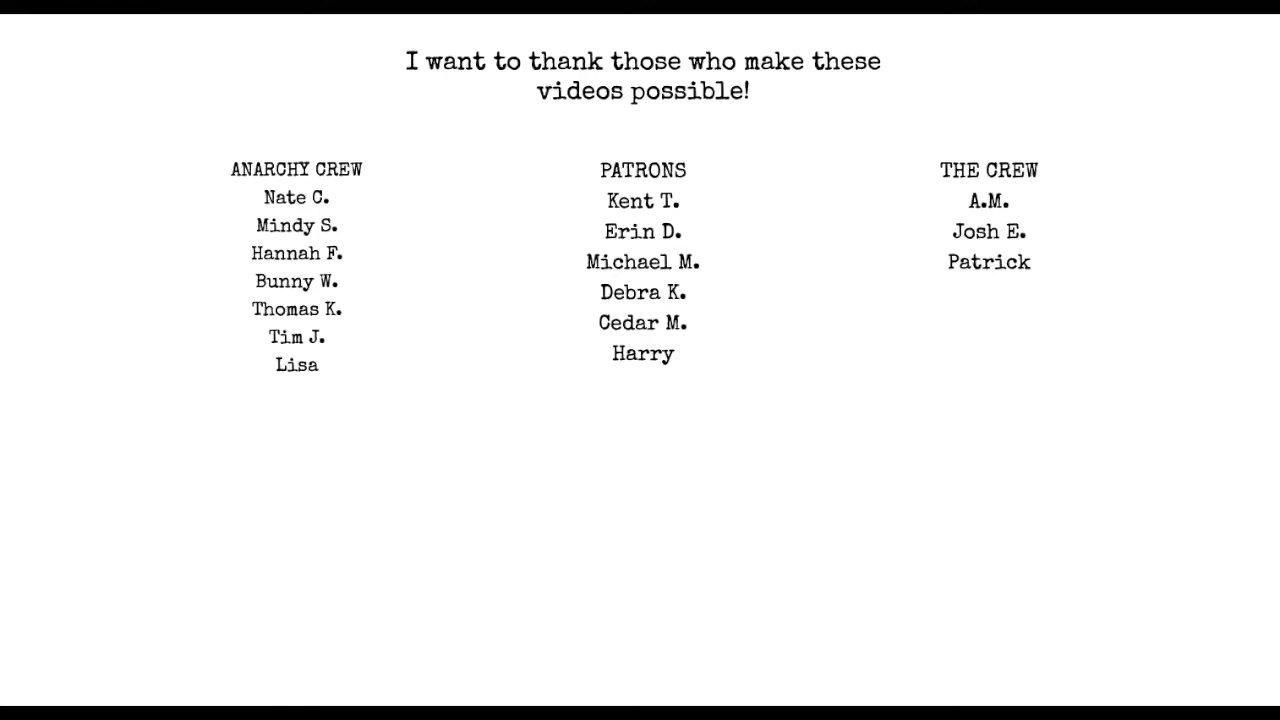 I want to thank those who make these
videos possible!
ANARCHY CREW
Nate C.
Mindy S.
Hannah F.
Bunny W.
Thomas K.
Tim J.
Lisa
PATRONS
Kent T.
Erin D.
Michael M.
Debra K.
Cedar M.
Harry
THE CREW
A.M.
Josh E.
Patrick